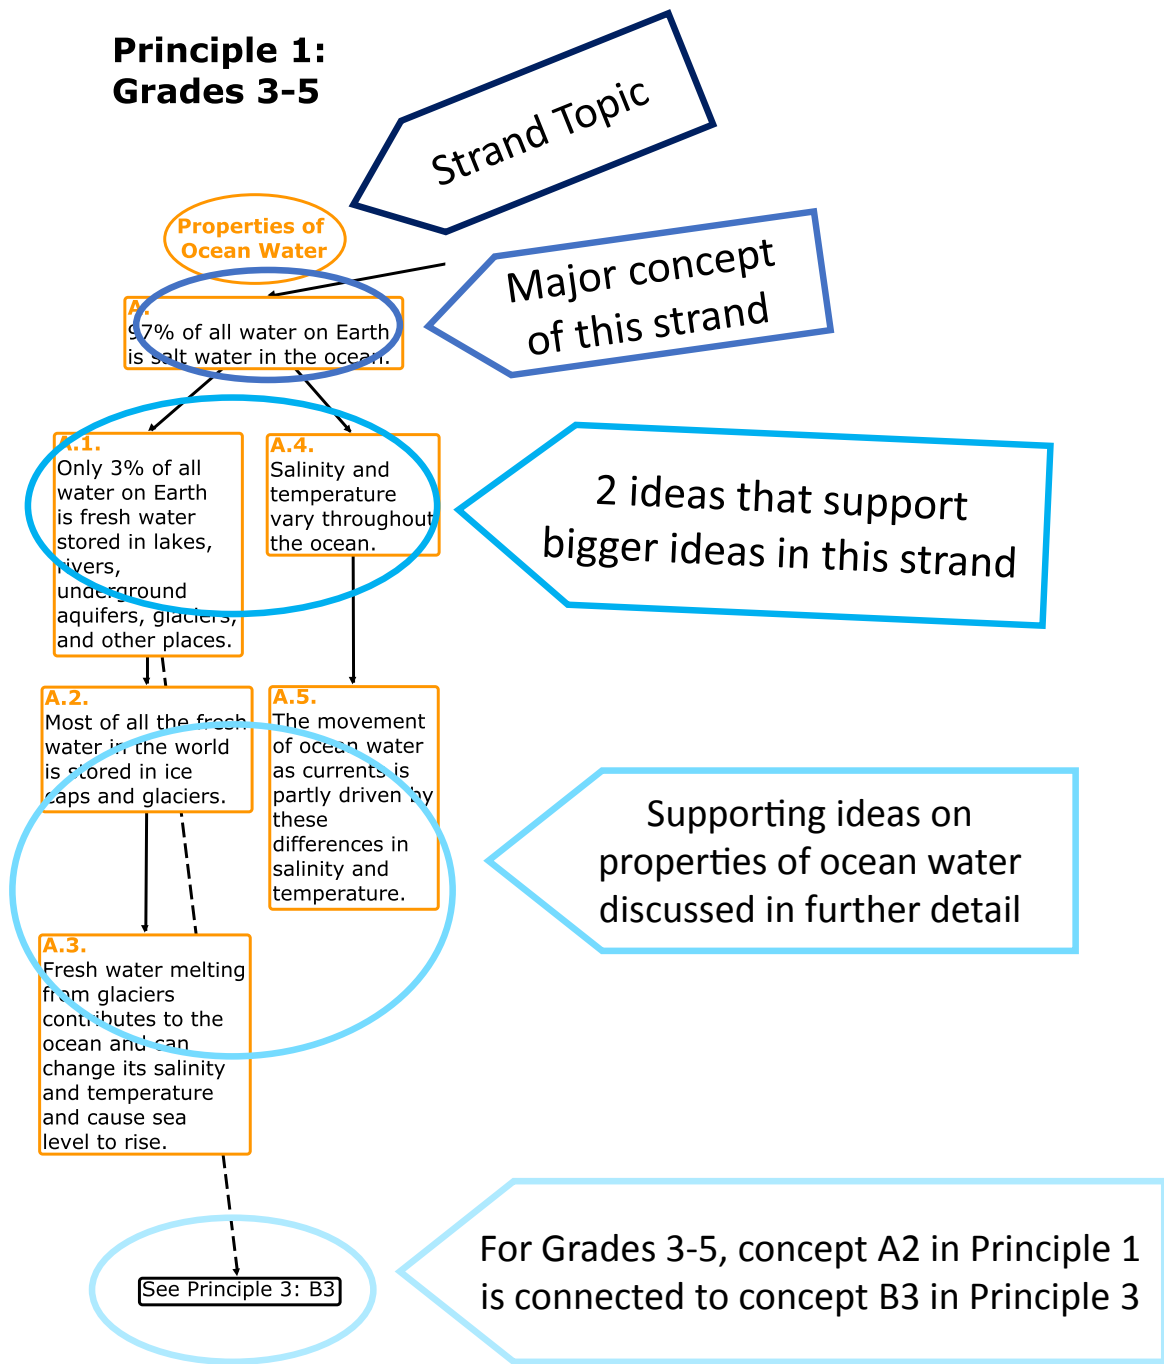 Principle 1:
Grades 3-5
Strand Topic
Properties of
Ocean Water
Major concept
of this strand
A.
97% of all water on Earth
is salt water in the ocean.
A.1.
Only 3% of all
water on Earth
is fresh water
stored in lakes,
rivers,
underground
aquifers, glaciers,
and other places.
A.4.
Salinity and
temperature
vary throughout
the ocean.
2 ideas that support
bigger ideas in this strand
A.2.
Most of all the fresh
water in the world
is stored in ice
caps and glaciers.
A.5.
The movement
of ocean water
as currents is
partly driven by
these
differences in
salinity and
temperature.
Supporting ideas on
properties of ocean water
discussed in further detail
A.3.
Fresh water melting
from glaciers
contributes to the
ocean and can
change its salinity
and temperature
and cause sea
level to rise.
See Principle 3: B3
For Grades 3-5, concept A2 in Principle 1
is connected to concept B3 in Principle 3